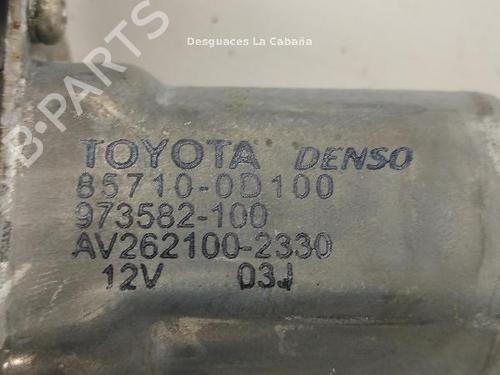 Desguaces La Cabaña
B-PARTS
TOYOTA DENSO
85710-0D100
973582-100
AV262100-2330
12V 03J